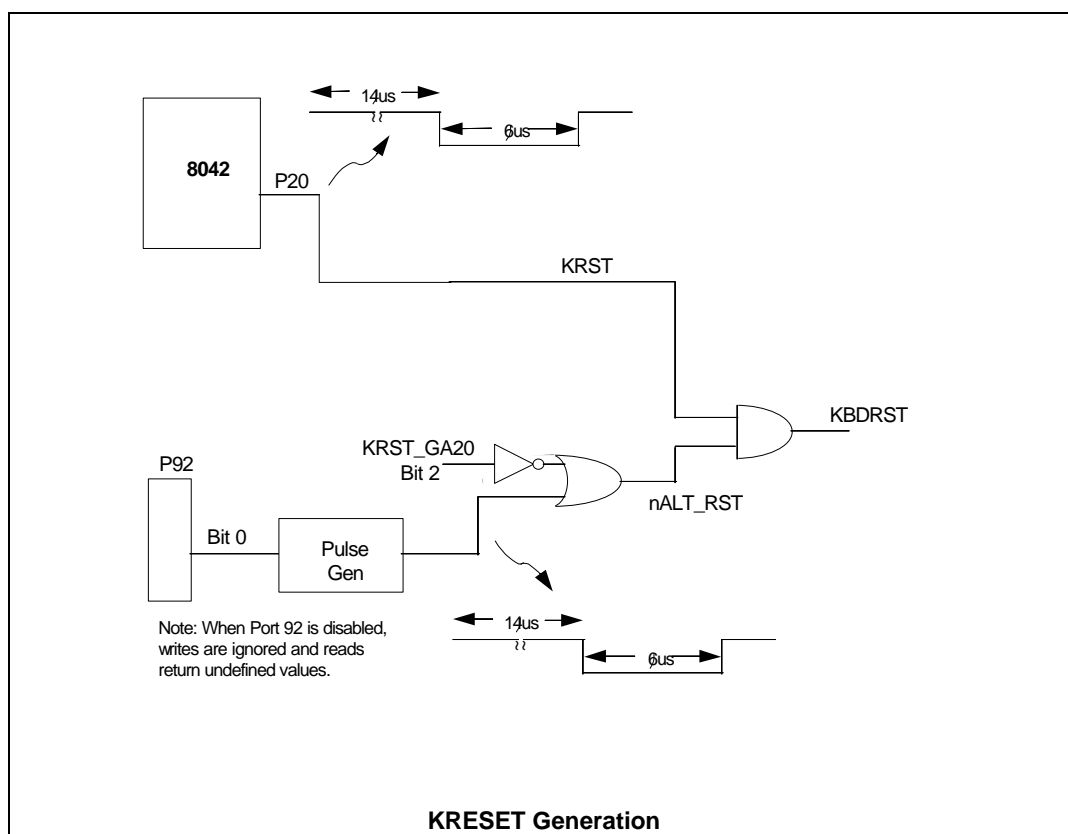 14us
6us
8042
P20
KRST
KBDRST
KRST_GA20
Bit 2
nALT_RST
P92
Bit 0
Pulse
Gen
14us
6us
Note: When Port 92 is disabled,
writes are ignored and reads
return undefined values.
KRESET Generation